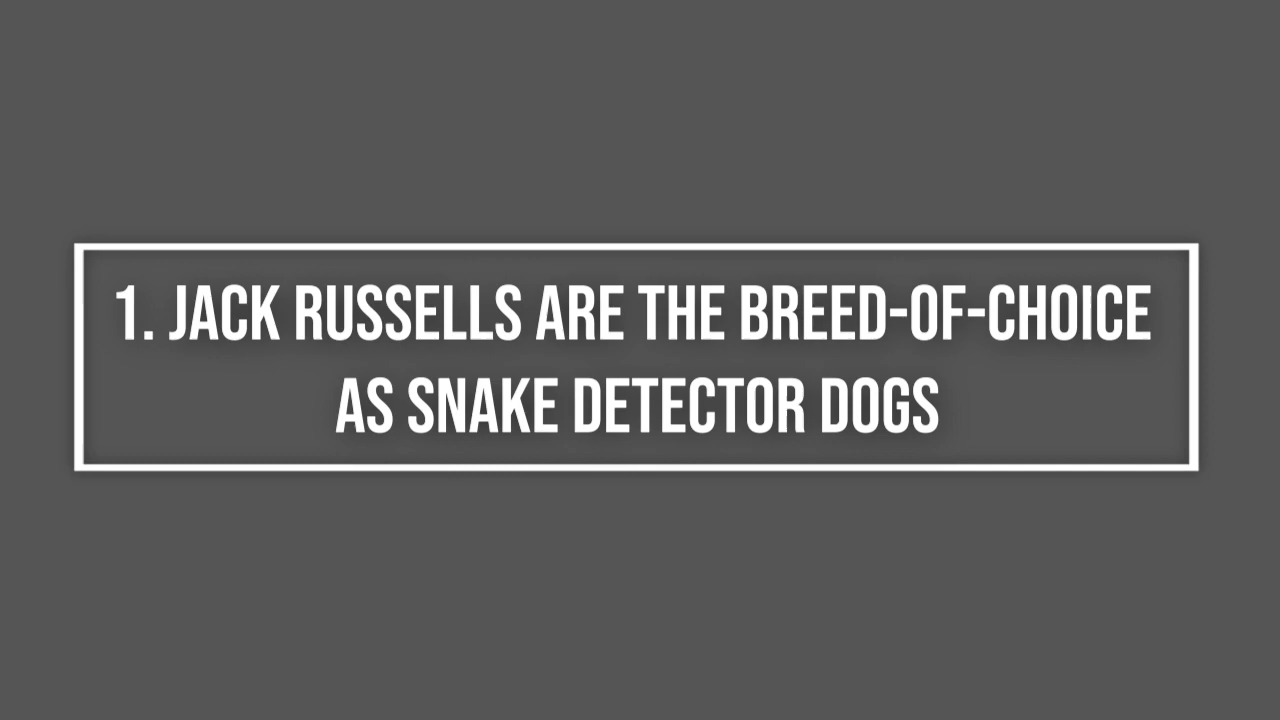 1. JACK RUSSELLS ARE THE BREED-OF-CHOICE
AS SNAKE DETECTOR DOGS